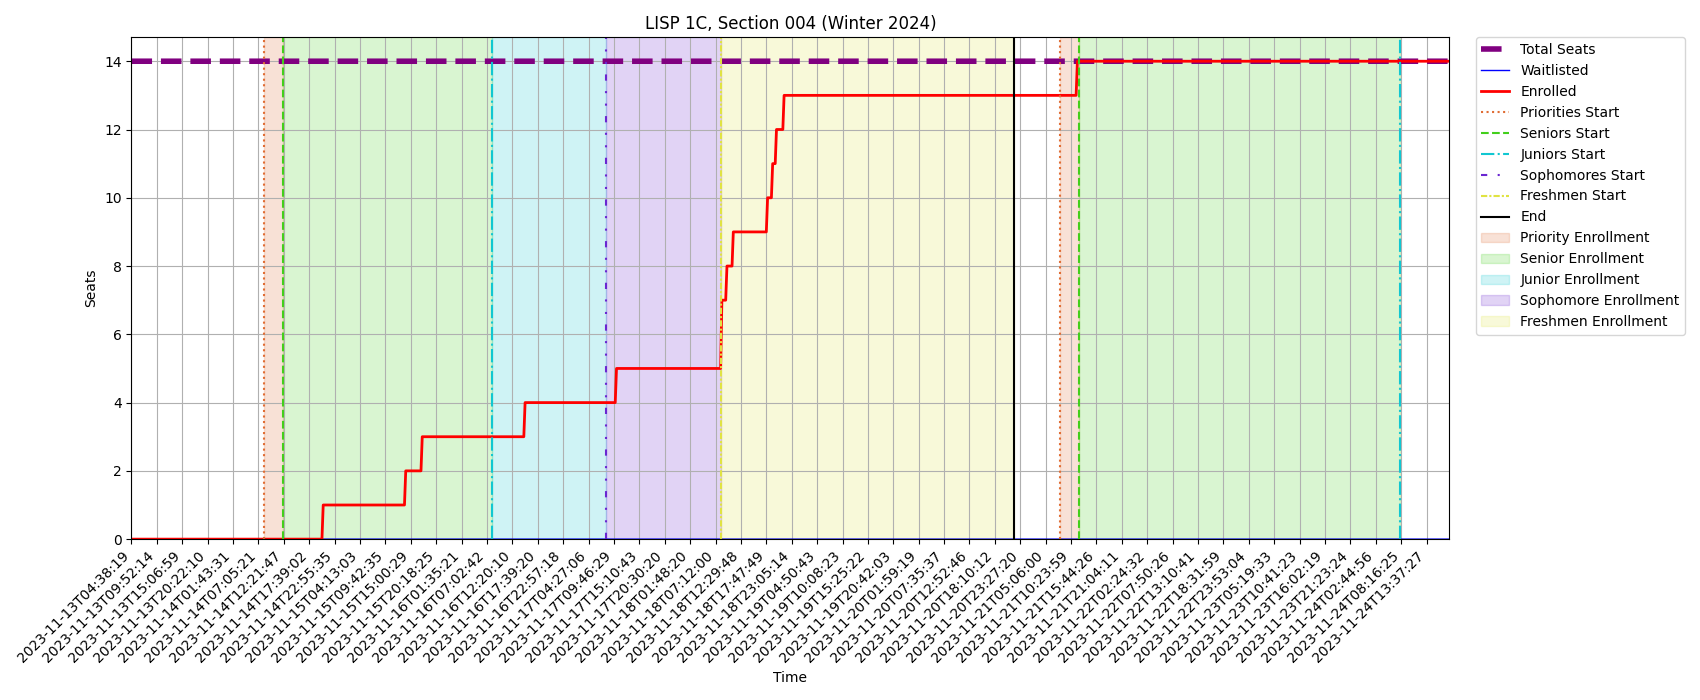 LISP 1C, Section 004 (Winter 2024)
Seats
14
12
10
8
6
4
2
0
2023-11-13T04:38:19
2023-11-13T09:52:14
2023-11-13T15:06:59
2023-11-13T20:22:10
2023-11-14T01:43:31
2023-11-14T07:05:21
2023-11-14T12:21:47
2023-11-14T17:39:02
2023-11-14T22:55:35
2023-11-15T04:13:03
2023-11-15T09:42:35
2023-11-15T15:00:29
2023-11-15T20:18:25
2023-11-16T01:35:21
2023-11-16T07:02:42
2023-11-16T12:20:10
2023-11-16T17:39:20
2023-11-16T22:57:18
2023-11-17T04:27:06
2023-11-17T09:46:29
2023-11-17T15:10:43
2023-11-17T20:30:20
2023-11-18T01:48:20
2023-11-18T07:12:00
2023-11-18T12:29:48
2023-11-18T17:47:49
2023-11-18T23:05:14
2023-11-19T04:50:43
2023-11-19T10:08:23
2023-11-19T15:25:22
2023-11-19T20:42:03
2023-11-20T01:59:19
2023-11-20T07:35:37
2023-11-20T12:52:46
2023-11-20T18:10:12
2023-11-20T23:27:20
2023-11-21T05:06:00
2023-11-21T10:23:59
2023-11-21T15:44:26
2023-11-21T21:04:11
2023-11-22T02:24:32
2023-11-22T07:50:26
2023-11-22T13:10:41
2023-11-22T18:31:59
2023-11-22T23:53:04
2023-11-23T05:19:33
2023-11-23T10:41:23
2023-11-23T16:02:19
2023-11-23T21:23:24
2023-11-24T02:44:56
2023-11-24T08:16:25
2023-11-24T13:37:27
Time
Total Seats
Waitlisted
Enrolled
Priorities Start
Seniors Start
Juniors Start
Sophomores Start
Freshmen Start
End
Priority Enrollment
Senior Enrollment
Junior Enrollment
Sophomore Enrollment
Freshmen Enrollment